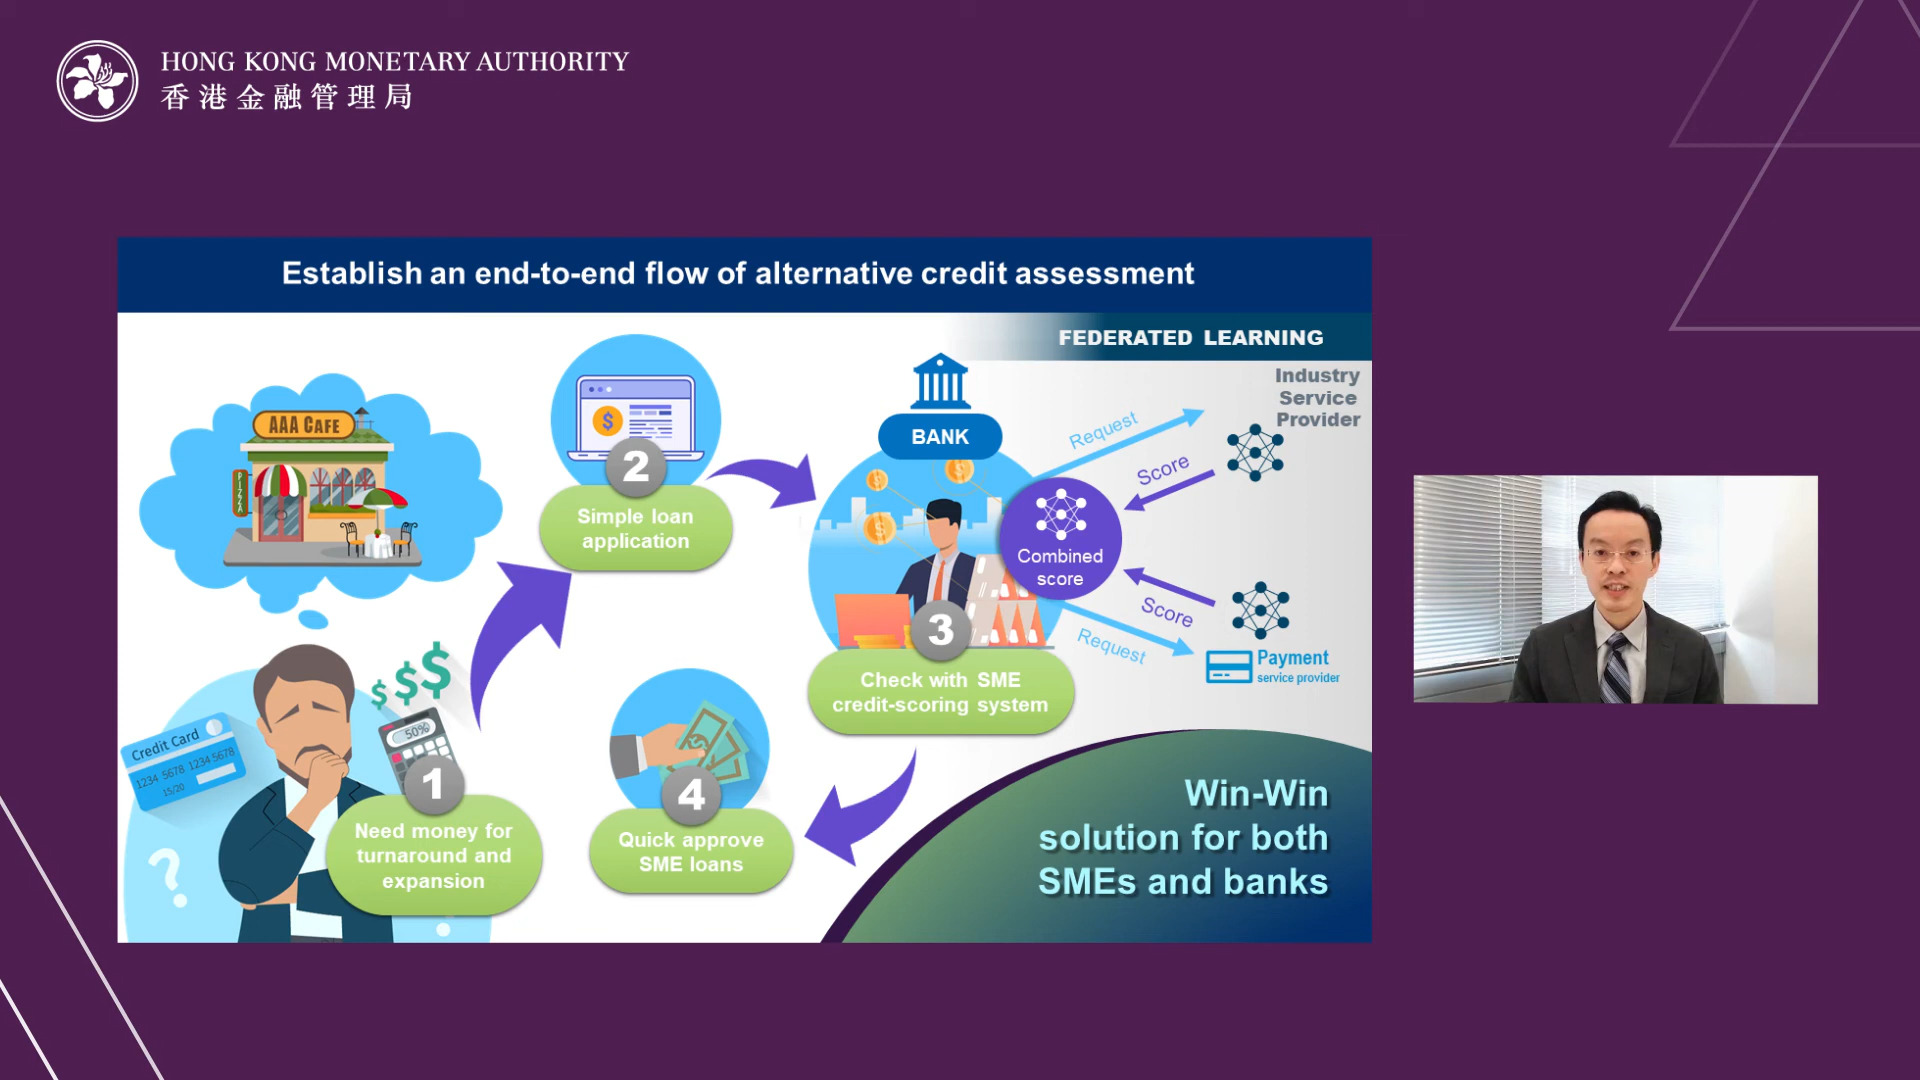 HONG KONG MONETARY AUTHORITY
香港金融管理局
Establish an end-to-end flow of alternative credit assessment
FEDERATED LEARNING
Industry
Service
Provider
AAA CAFE
PIZZA
$
2
Simple loan
application
BANK
$
$
$
Request
Score
Combined
score
Score
Request
Payment
service provider
3
Check with SME
credit-scoring system
$$$
Credit Card
1234 5678 1234 5678
15/20
50%
?
1
Need money for
turnaround and
expansion
$
4
Quick approve
SME loans
Win-Win
solution for both
SMEs and banks